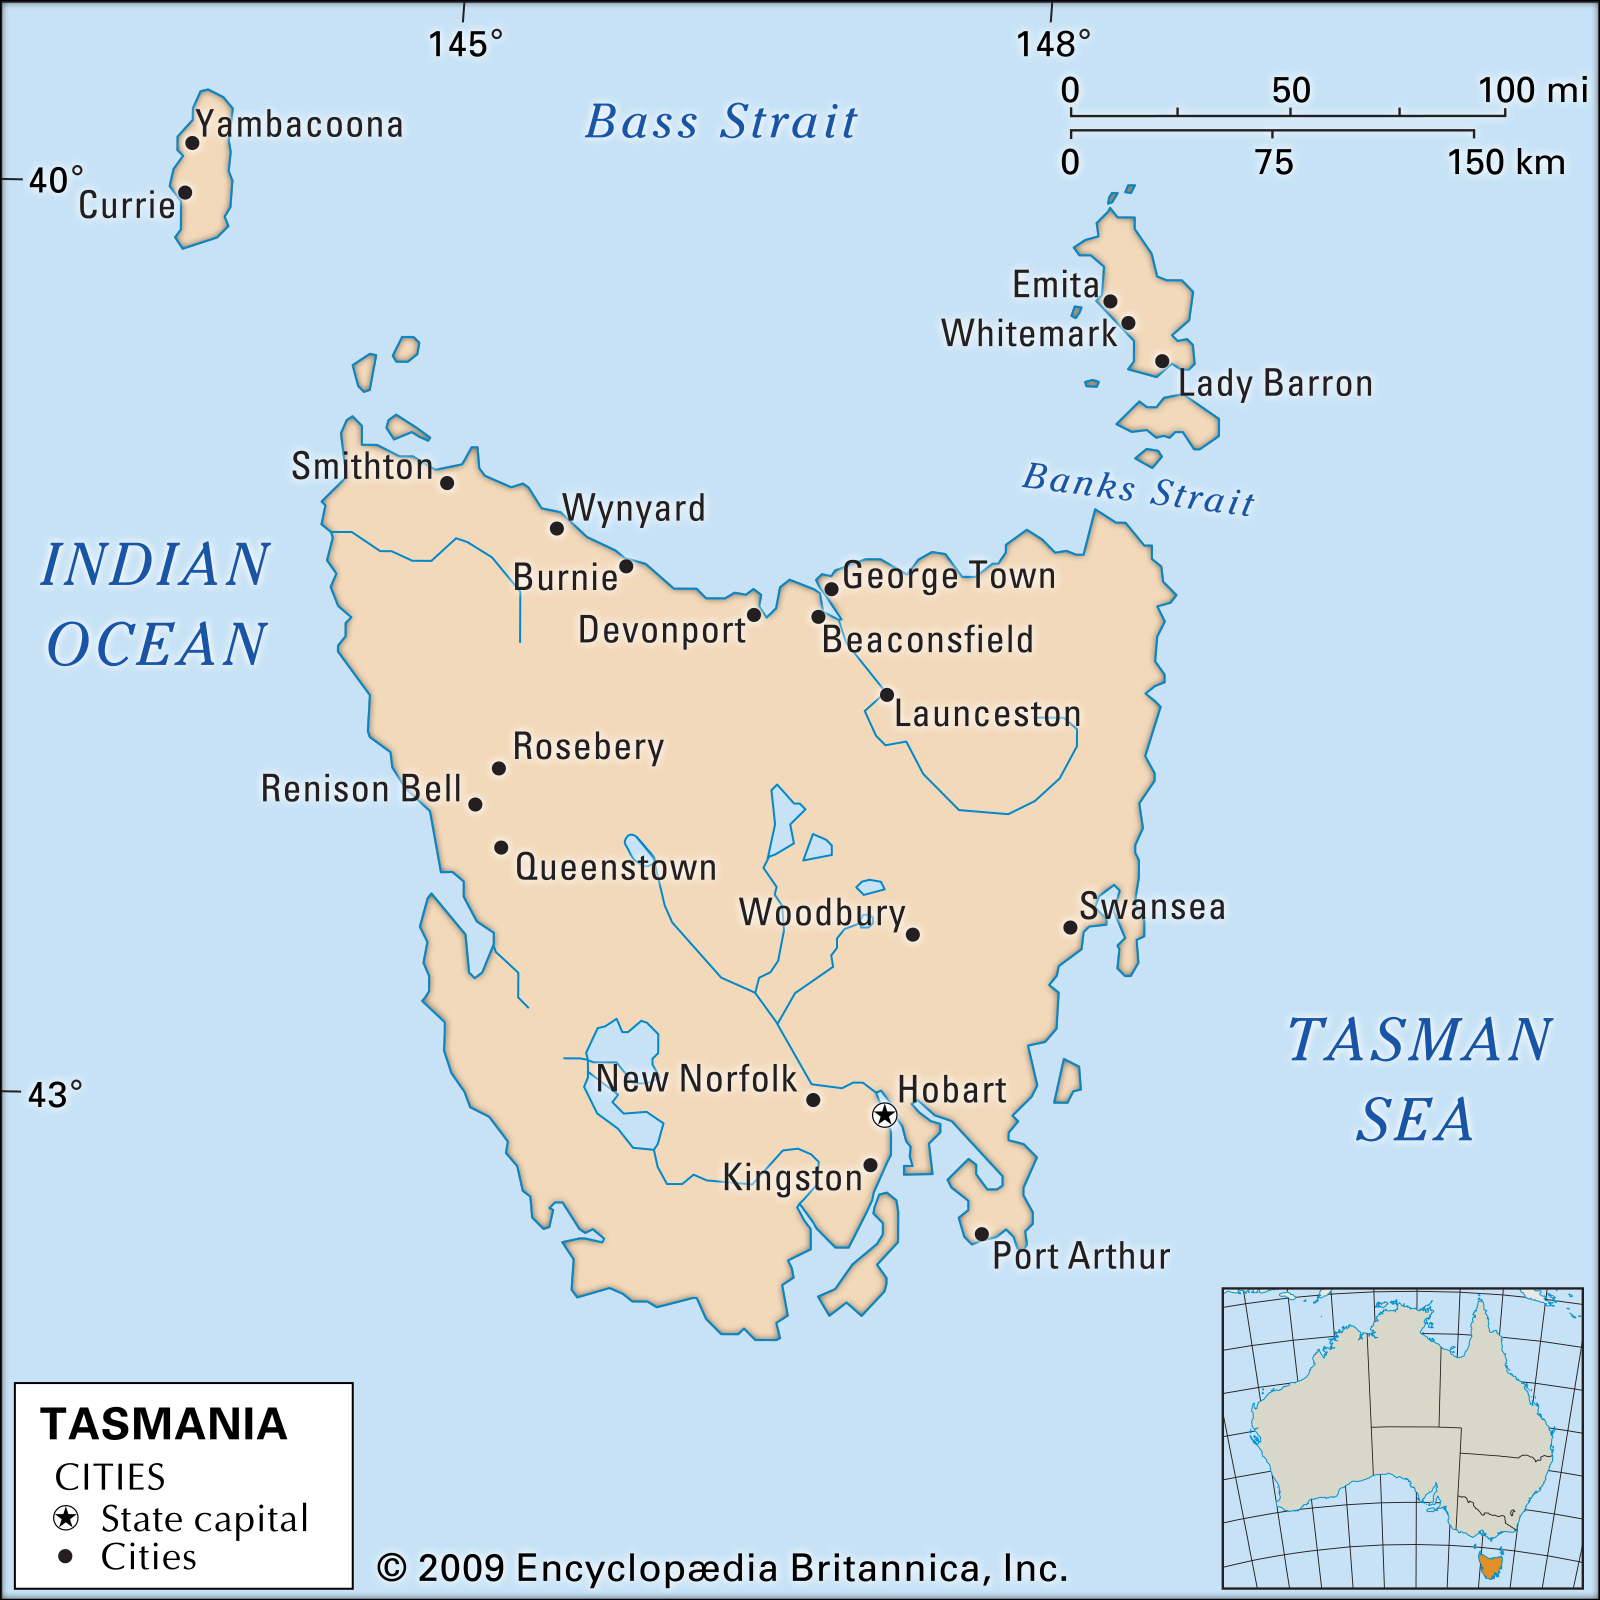 145°
148°
0 50 100 mi
0 75 150 km
Bass Strait
Yambacoona
40°
Currie
Emita
Whitemark
Lady Barron
Banks Strait
Smithton
Wynyard
INDIAN
OCEAN
Burnie
George Town
Devonport
Beaconsfield
Launceston
Rosebery
Renison Bell
Queenstown
Woodbury
Swansea
TASMAN
SEA
43°
New Norfolk
Hobart
Kingston
Port Arthur
TASMANIA
CITIES
State capital
Cities
© 2009 Encyclopædia Britannica, Inc.